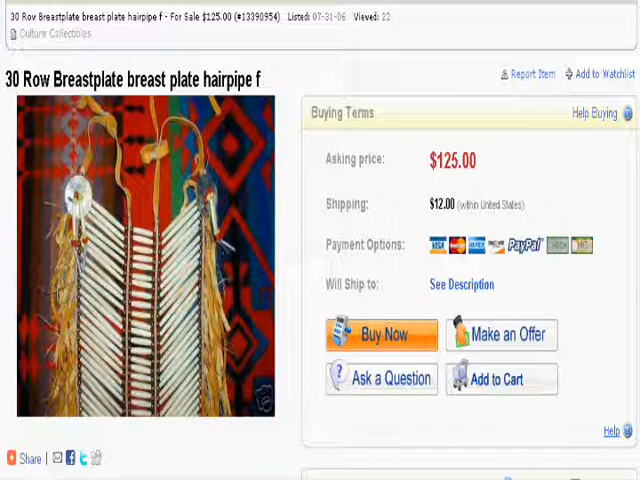 30 Row Breastplate breast plate hairpipe f - For Sale $125.00 (#13390954) Listed: 07-31-06 Viewed: 22
Culture Collectibles
30 Row Breastplate breast plate hairpipe f
Report Item Add to Watchlist
Buying Terms Help Buying ?
Asking price: $125.00
Shipping: $12.00 (within United States)
Payment Options: VISA PayPal CHECK MO
Will Ship to: See Description
Buy Now Make an Offer
Ask a Question Add to Cart
Help ?
Share |